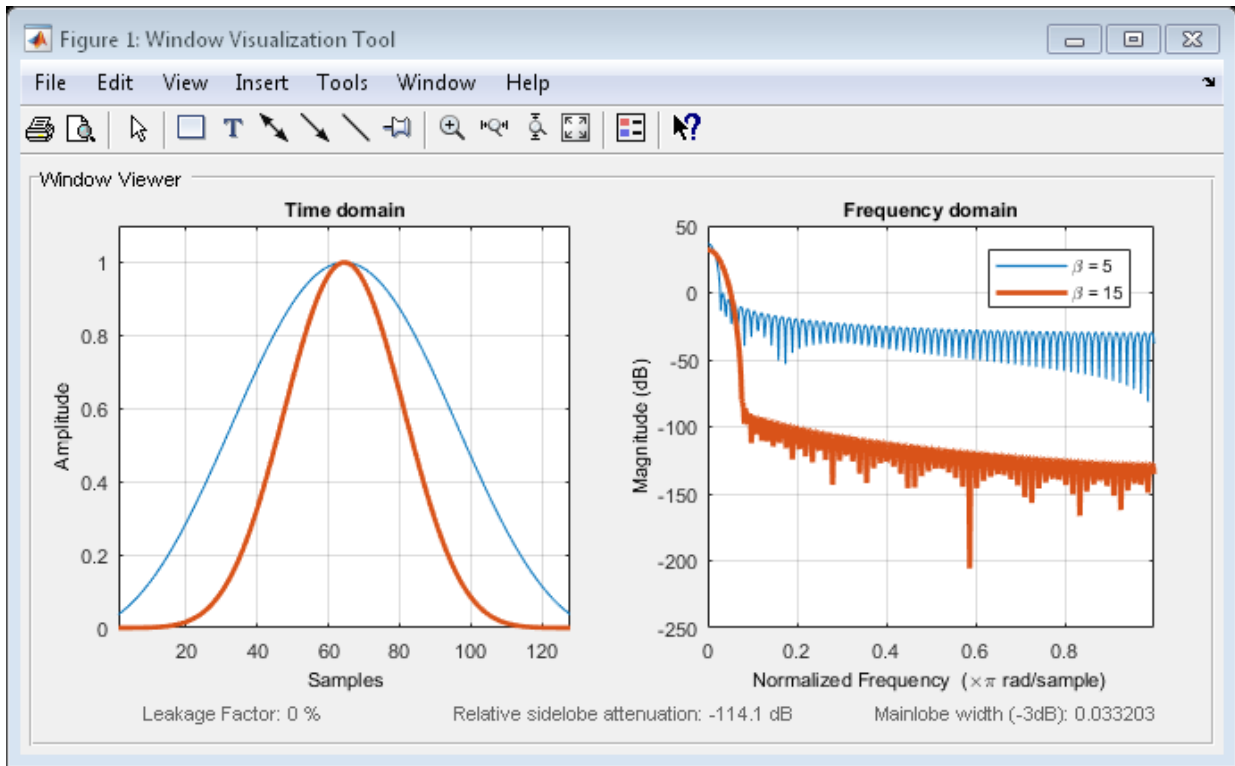 Figure 1: Window Visualization Tool
File Edit View Insert Tools Window Help
T
?
Window Viewer
Time domain
1
0.8
0.6
0.4
0.2
0
Amplitude
20 40 60 80 100 120
Samples
Frequency domain
50
0
-50
-100
-150
-200
-250
Magnitude (dB)
β = 5
β = 15
0 0.2 0.4 0.6 0.8
Normalized Frequency (×π rad/sample)
Leakage Factor: 0 % Relative sidelobe attenuation: -114.1 dB Mainlobe width (-3dB): 0.033203